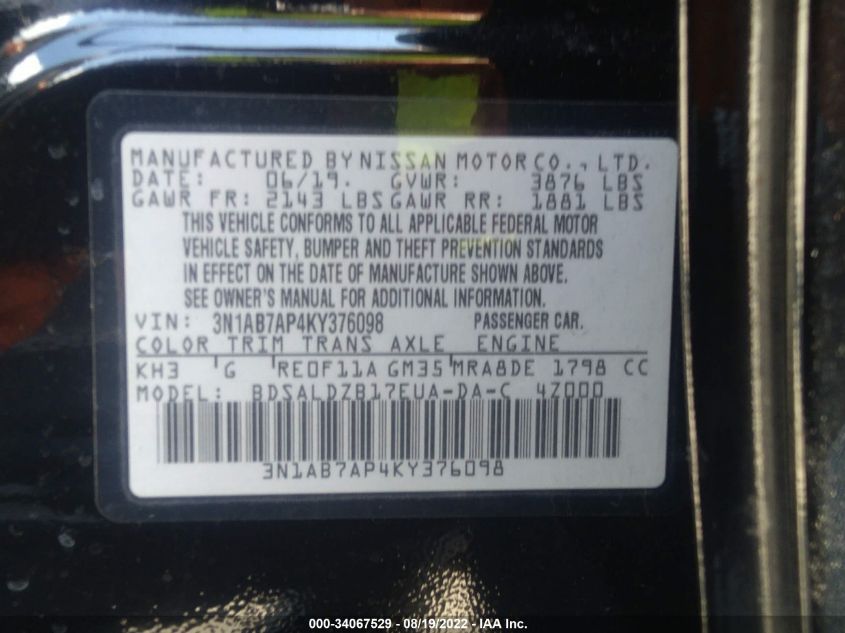 MANUFACTURED BY NISSAN MOTOR CO., LTD.
DATE: 06/19. GVWR: 3876 LBS
GAWR FR: 2143 LBS GAWR RR: 1881 LBS
THIS VEHICLE CONFORMS TO ALL APPLICABLE FEDERAL MOTOR
VEHICLE SAFETY, BUMPER AND THEFT PREVENTION STANDARDS
IN EFFECT ON THE DATE OF MANUFACTURE SHOWN ABOVE.
SEE OWNER'S MANUAL FOR ADDITIONAL INFORMATION.
VIN: 3N1AB7AP4KY376098 PASSENGER CAR.
COLOR TRIM TRANS AXLE ENGINE
KH3 G RE0F11A GM35 MRA8DE 1798 CC
MODEL: BDSALDZB17EUA-DA-C 4Z000
3N1AB7AP4KY376098
000-34067529 - 08/19/2022 - IAA Inc.